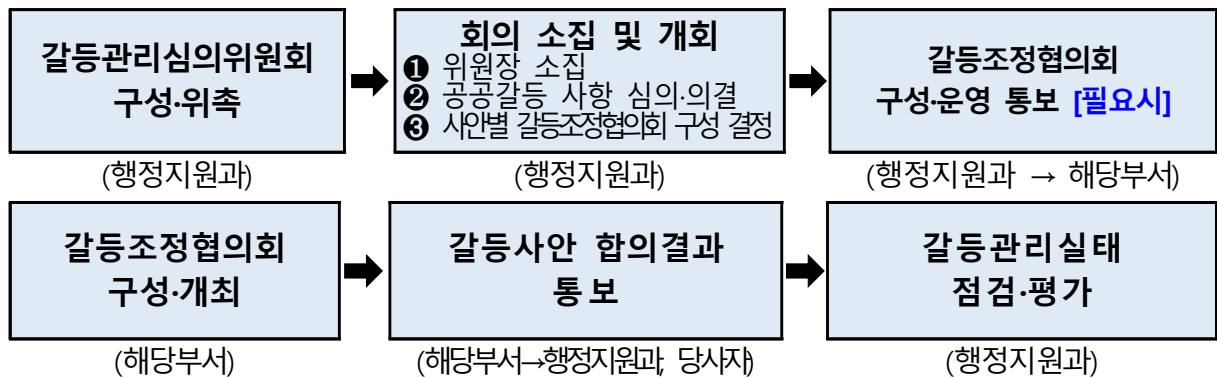 갈등관리심의위원회
구성·위촉
(행정지원과)
회의 소집 및 개회
❶ 위원장 소집
❷ 공공갈등 사항 심의·의결
❸ 사안별 갈등조정협의회 구성 결정
(행정지원과)
갈등조정협의회
구성·운영 통보 [필요시]
(행정지원과 → 해당부서)
갈등조정협의회
구성·개최
(해당부서)
갈등사안 합의결과
통보
(해당부서→행정지원과, 당사자)
갈등관리실태
점검·평가
(행정지원과)